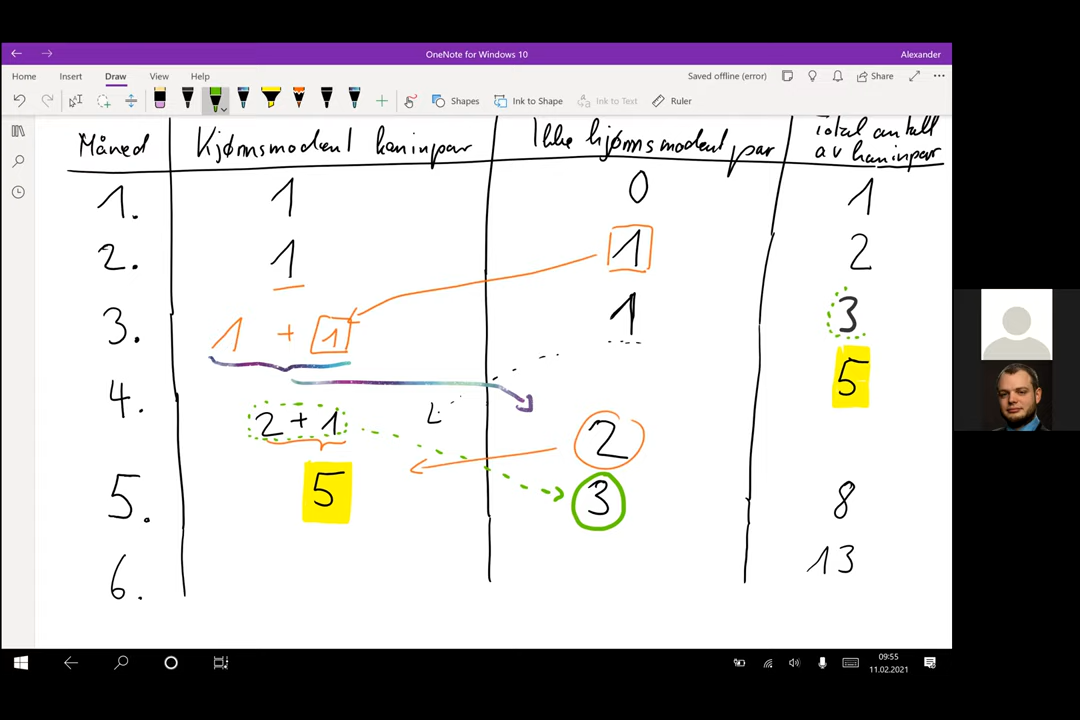 OneNote for Windows 10
Alexander
Home Insert Draw View Help
Saved offline (error) Share
Shapes Ink to Shape Ink to Text Ruler
Måned Kjønnsmodent kaninpar Ikke kjønnsmodent par Total antall
av kaninpar
1. 1 0 1
2. 1 1 2
3. 1 + 1 1 3
4. 2 + 1 2 5
5. 5 3 8
6. 13
09:55
11.02.2021